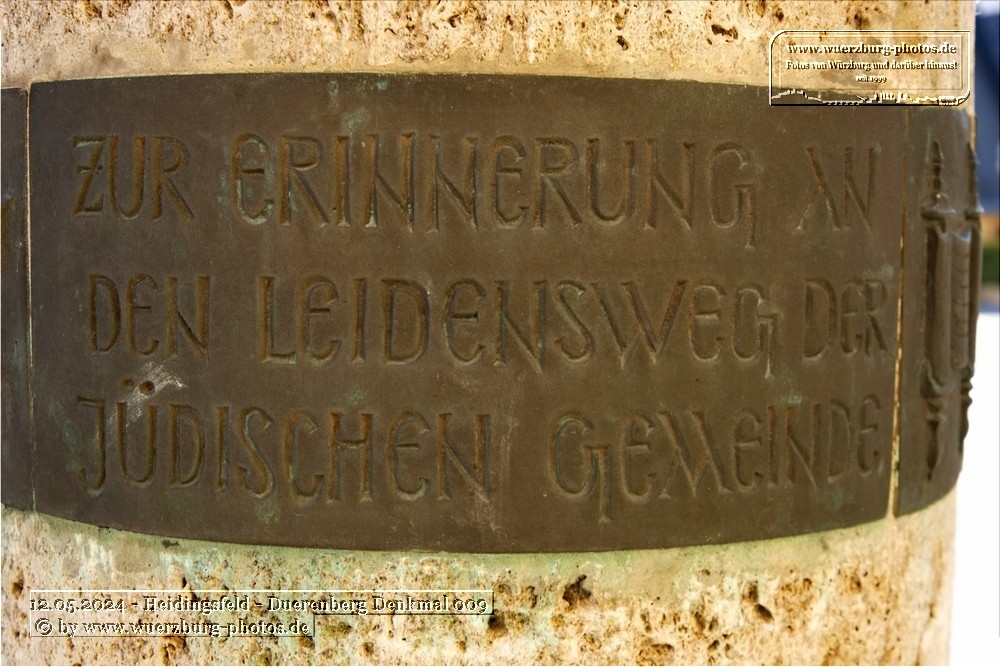 www.wuerzburg-photos.de
Fotos von Würzburg und darüber hinaus!
seit 1999
ZUR ERINNERUNG AN
DEN LEIDENSWEG DER
JÜDISCHEN GEMEINDE
12.05.2024 - Heidingsfeld - Duerenberg Denkmal 009
© by www.wuerzburg-photos.de